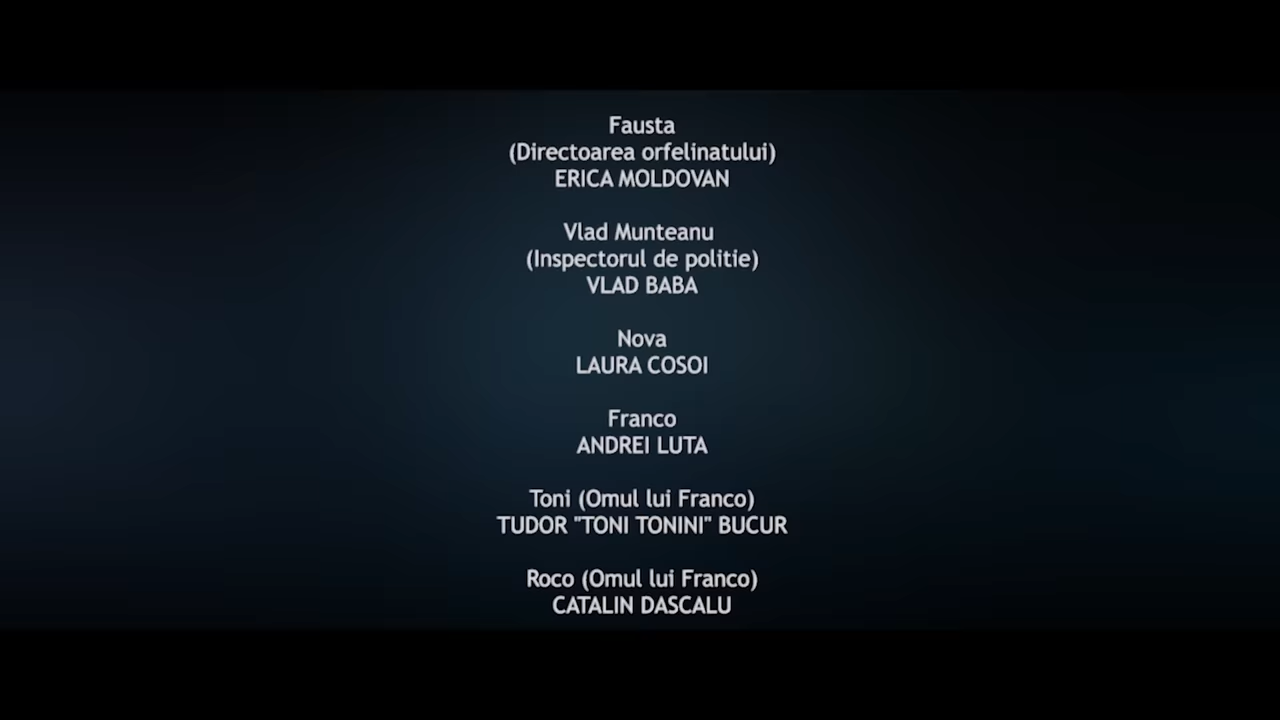 Fausta
(Directoarea orfelinatului)
ERICA MOLDOVAN
Vlad Munteanu
(Inspectorul de politie)
VLAD BABA
Nova
LAURA COSOI
Franco
ANDREI LUTA
Toni (Omul lui Franco)
TUDOR "TONI TONINI" BUCUR
Roco (Omul lui Franco)
CATALIN DASCALU